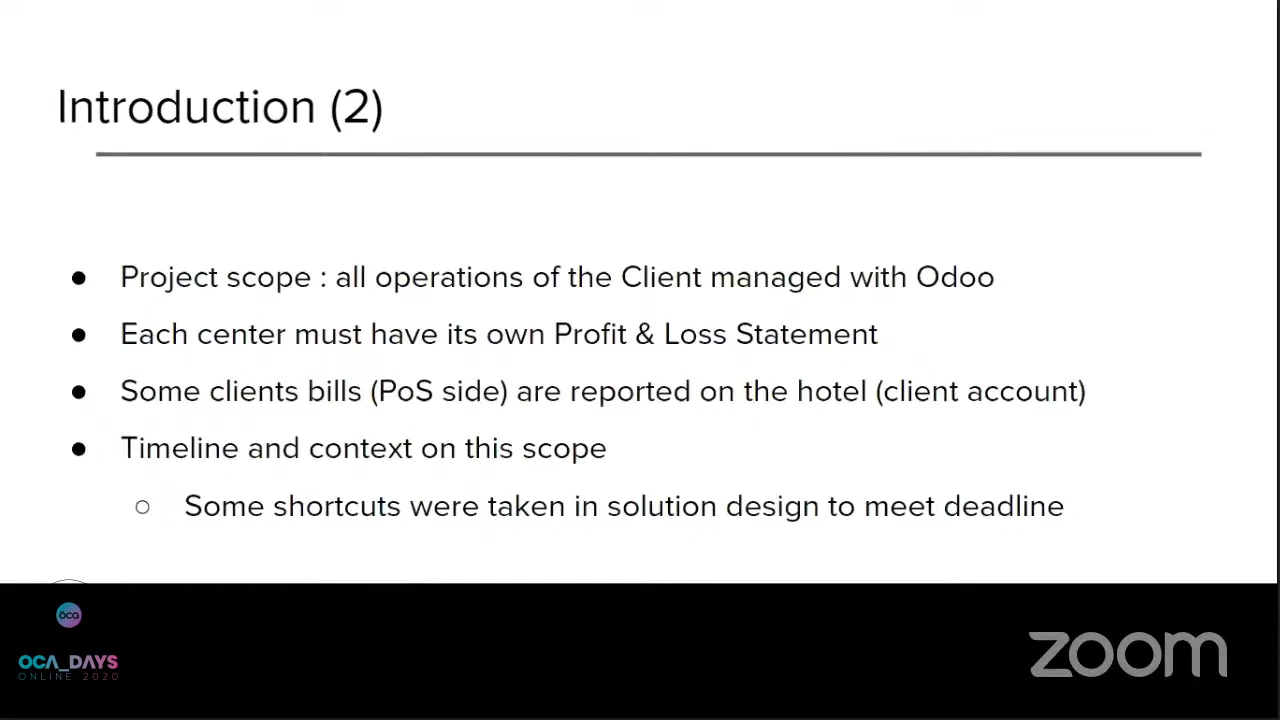 Introduction (2)
● Project scope : all operations of the Client managed with Odoo
● Each center must have its own Profit & Loss Statement
● Some clients bills (PoS side) are reported on the hotel (client account)
● Timeline and context on this scope
○ Some shortcuts were taken in solution design to meet deadline
oca
OCA_DAYS
ONLINE 2020
zoom